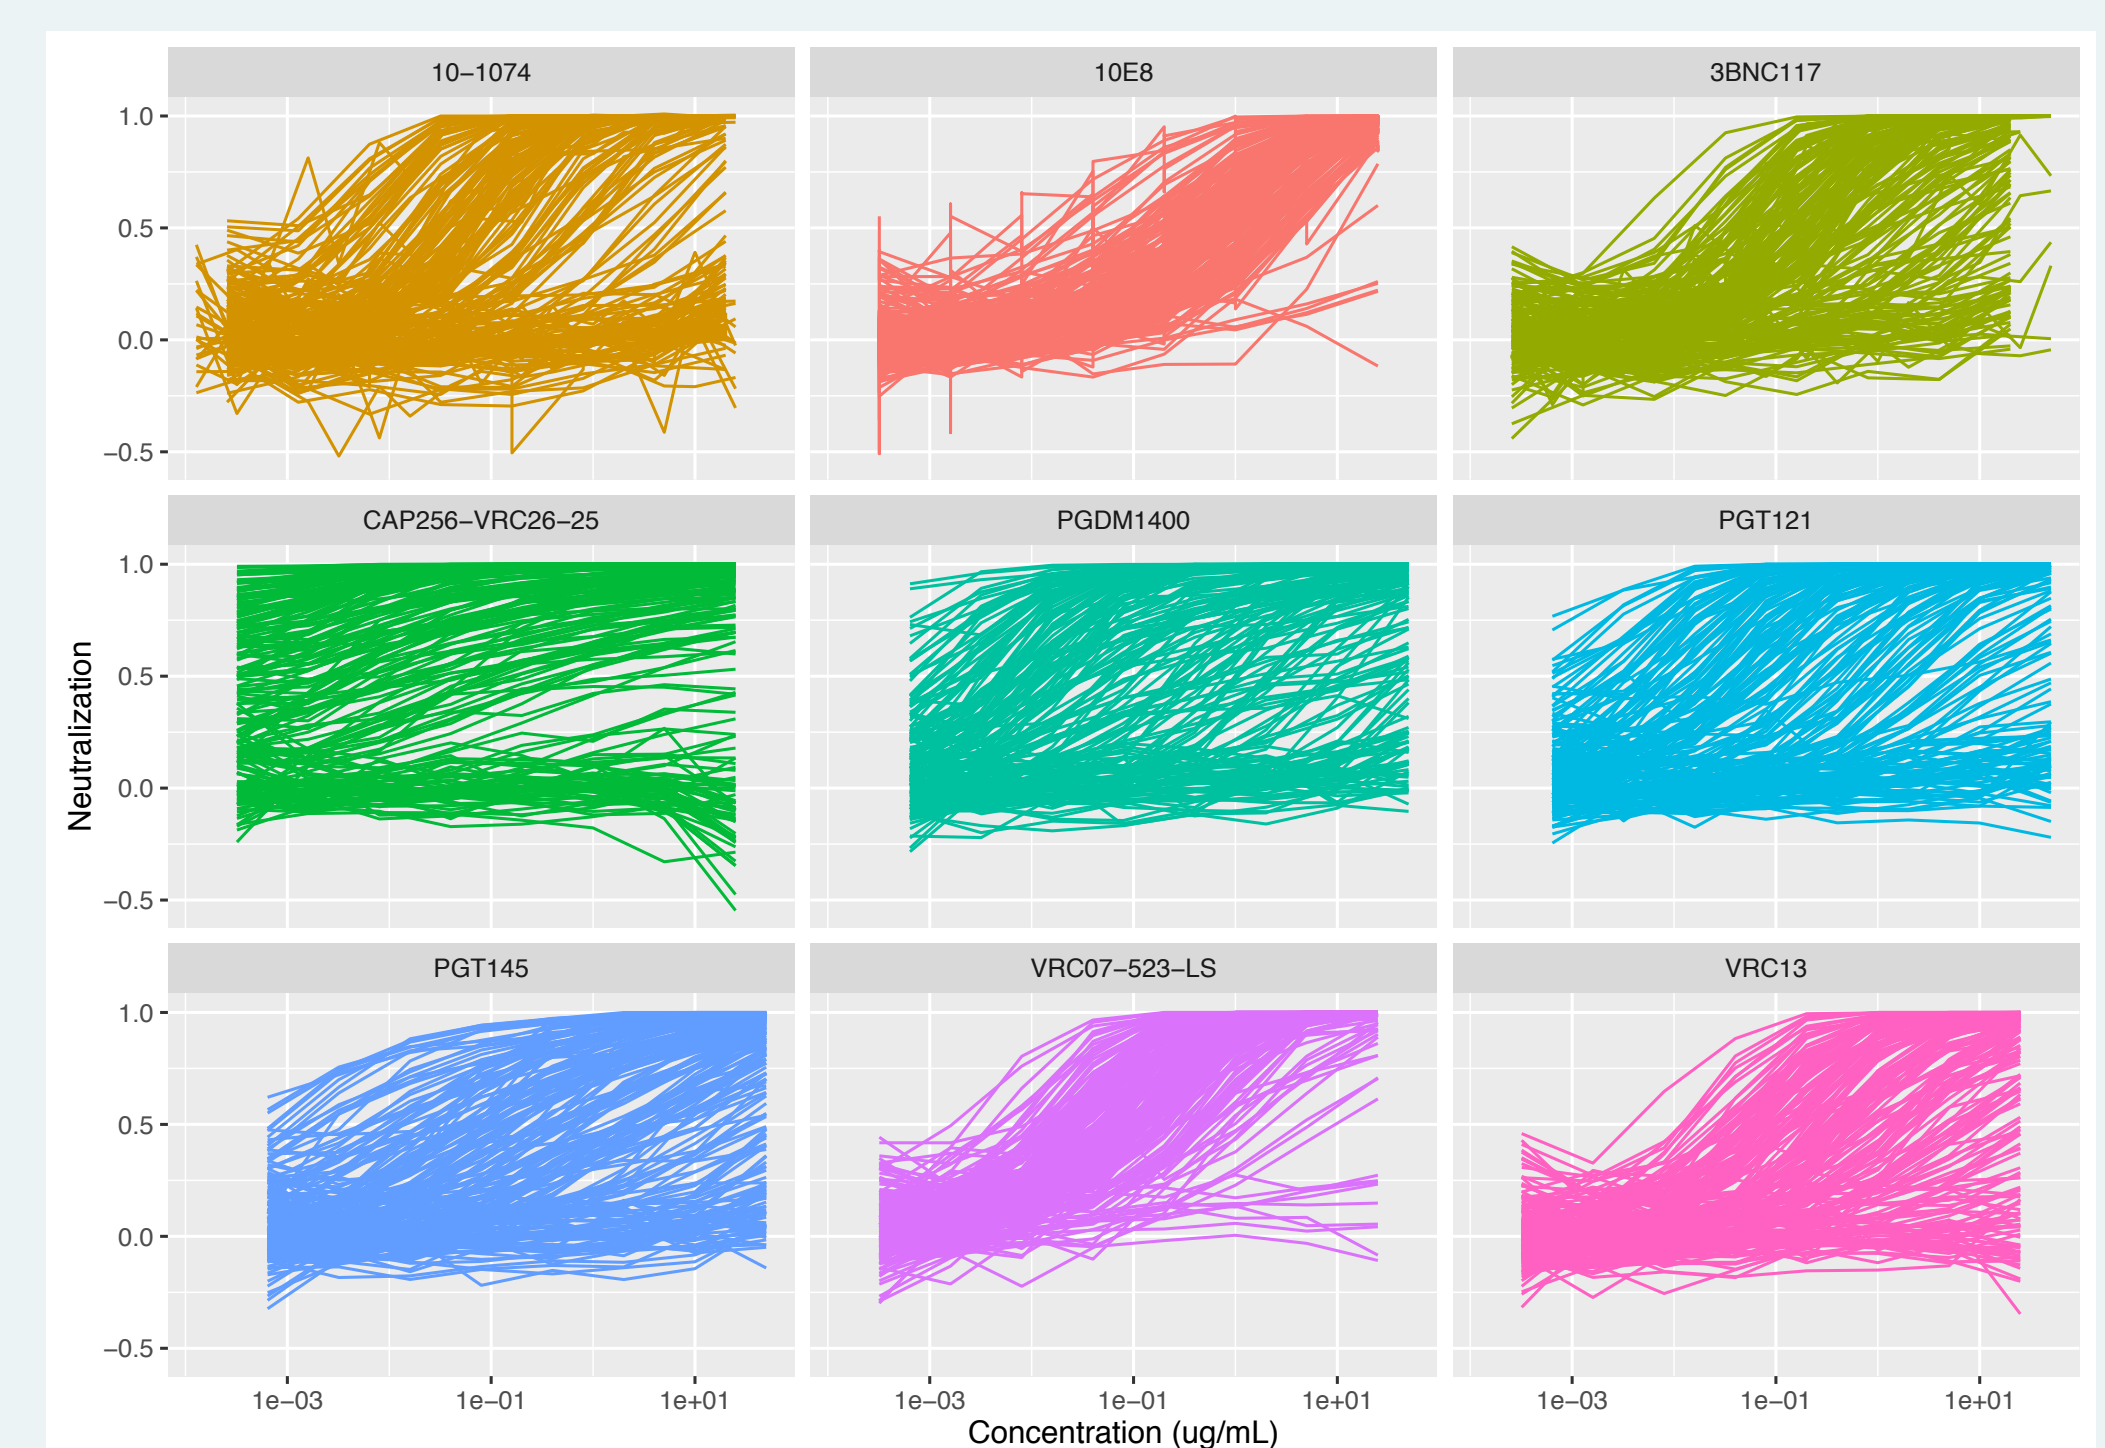 10−1074
10E8
3BNC117
1.0
0.5
0.0
−0.5
CAP256−VRC26−25
PGDM1400
PGT121
1.0
0.5
0.0
−0.5
Neutralization
PGT145
VRC07−523−LS
VRC13
1.0
0.5
0.0
−0.5
1e−03 1e−01 1e+01
1e−03 1e−01 1e+01
1e−03 1e−01 1e+01
Concentration (ug/mL)